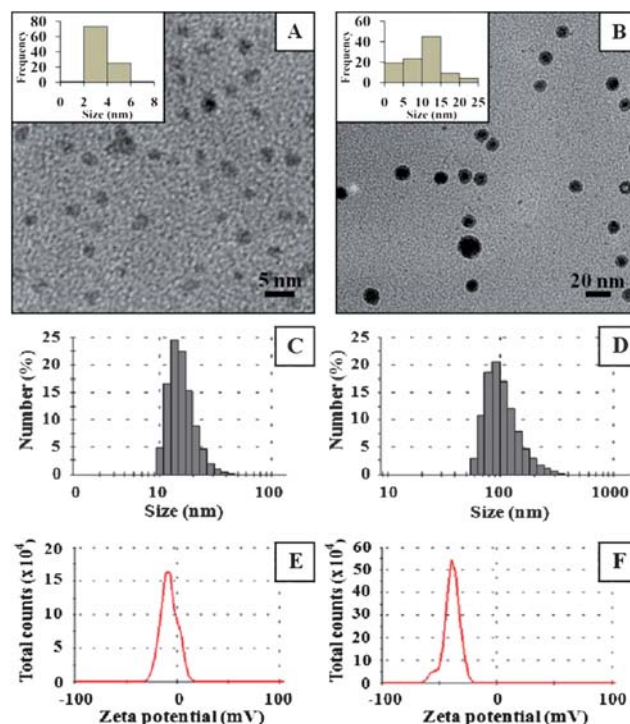 A
Frequency
80
60
40
20
0
0 2 4 6 8
Size (nm)
5 nm
B
Frequency
60
40
20
0
0 5 10 15 20 25
Size (nm)
20 nm
C
Number (%)
25
20
15
10
5
0
0 10 100
Size (nm)
D
Number (%)
25
20
15
10
5
0
10 100 1000
Size (nm)
E
Total counts (x 10⁴)
20
15
10
5
0
-100 0 100
Zeta potential (mV)
F
Total counts (x 10⁴)
60
50
40
30
20
10
0
-100 0 100
Zeta potential (mV)